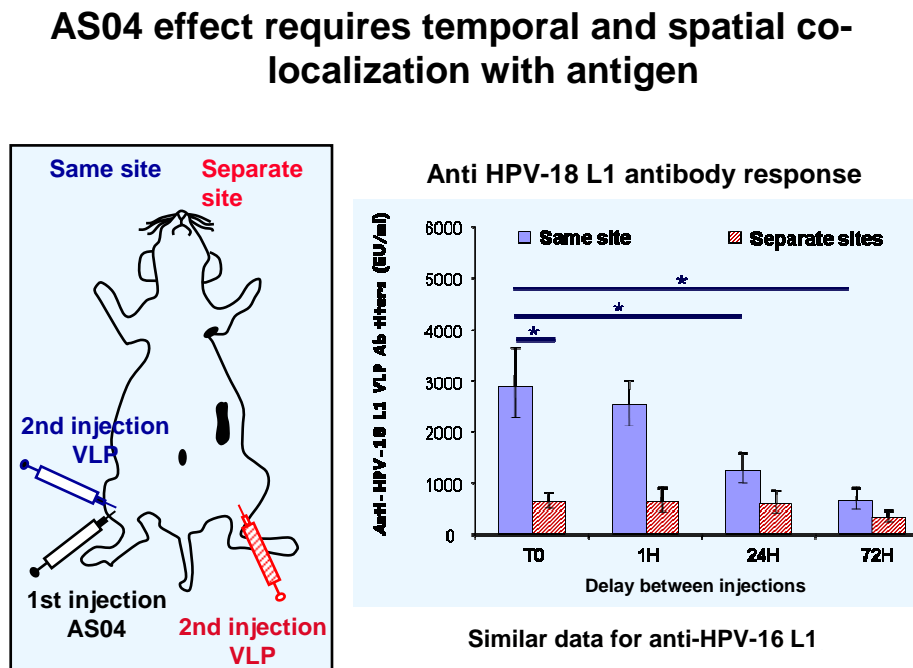 AS04 effect requires temporal and spatial co-
localization with antigen
Same site
Separate
site
2nd injection
VLP
1st injection
AS04
2nd injection
VLP
Anti HPV-18 L1 antibody response
Anti-HPV-18 L1 VLP Ab titers (EU/ml)
6000
5000
4000
3000
2000
1000
0
Same site
Separate sites
*
*
*
T0
1H
24H
72H
Delay between injections
Similar data for anti-HPV-16 L1